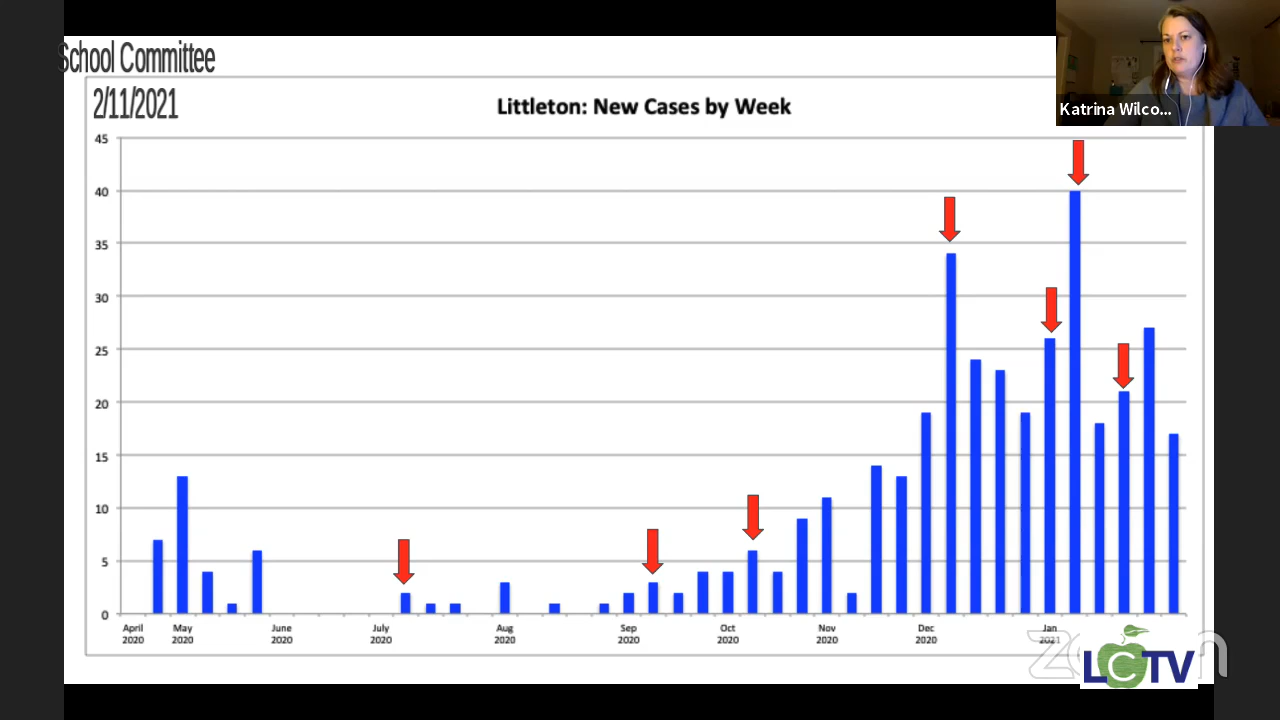 School Committee
2/11/2021
Littleton: New Cases by Week
Katrina Wilco...
45
40
35
30
25
20
15
10
5
0
April 2020
May 2020
June 2020
July 2020
Aug 2020
Sep 2020
Oct 2020
Nov 2020
Dec 2020
Jan 2021
zoom
LCTV